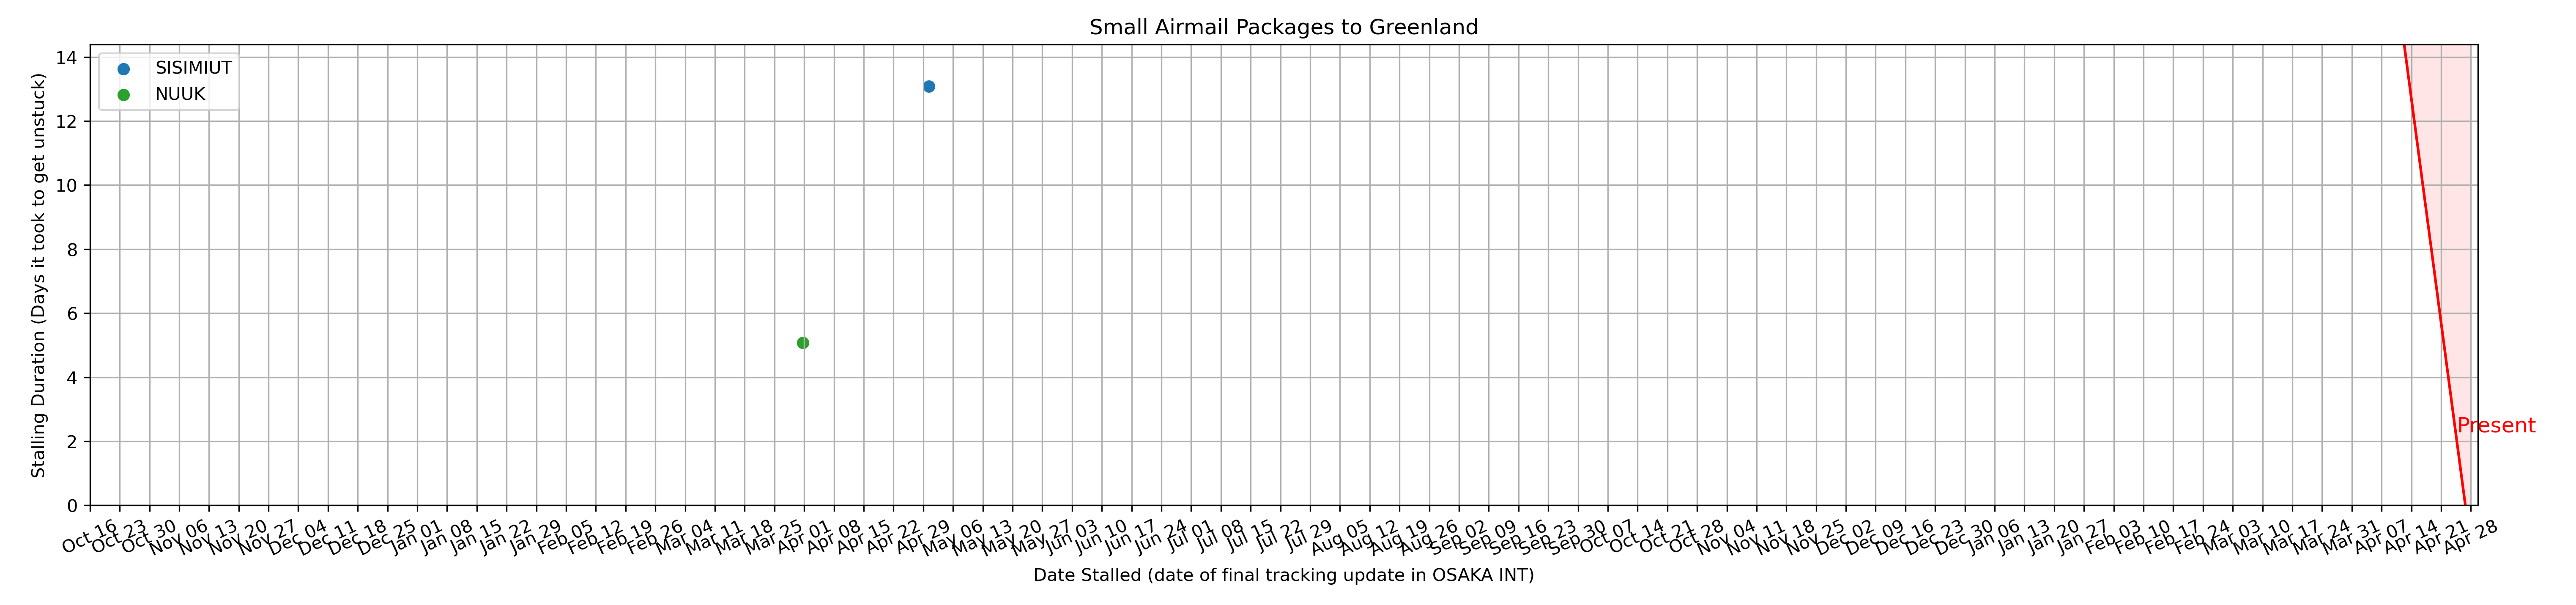 Small Airmail Packages to Greenland
SISIMIUT
NUUK
Stalling Duration (Days it took to get unstuck)
14
12
10
8
6
4
2
0
Present
Oct 16
Oct 23
Oct 30
Nov 06
Nov 13
Nov 20
Nov 27
Dec 04
Dec 11
Dec 18
Dec 25
Jan 01
Jan 08
Jan 15
Jan 22
Jan 29
Feb 05
Feb 12
Feb 19
Feb 26
Mar 04
Mar 11
Mar 18
Mar 25
Apr 01
Apr 08
Apr 15
Apr 22
Apr 29
May 06
May 13
May 20
May 27
Jun 03
Jun 10
Jun 17
Jun 24
Jul 01
Jul 08
Jul 15
Jul 22
Jul 29
Aug 05
Aug 12
Aug 19
Aug 26
Sep 02
Sep 09
Sep 16
Sep 23
Sep 30
Oct 07
Oct 14
Oct 21
Oct 28
Nov 04
Nov 11
Nov 18
Nov 25
Dec 02
Dec 09
Dec 16
Dec 23
Dec 30
Jan 06
Jan 13
Jan 20
Jan 27
Feb 03
Feb 10
Feb 17
Feb 24
Mar 03
Mar 10
Mar 17
Mar 24
Mar 31
Apr 07
Apr 14
Apr 21
Apr 28
Date Stalled (date of final tracking update in OSAKA INT)